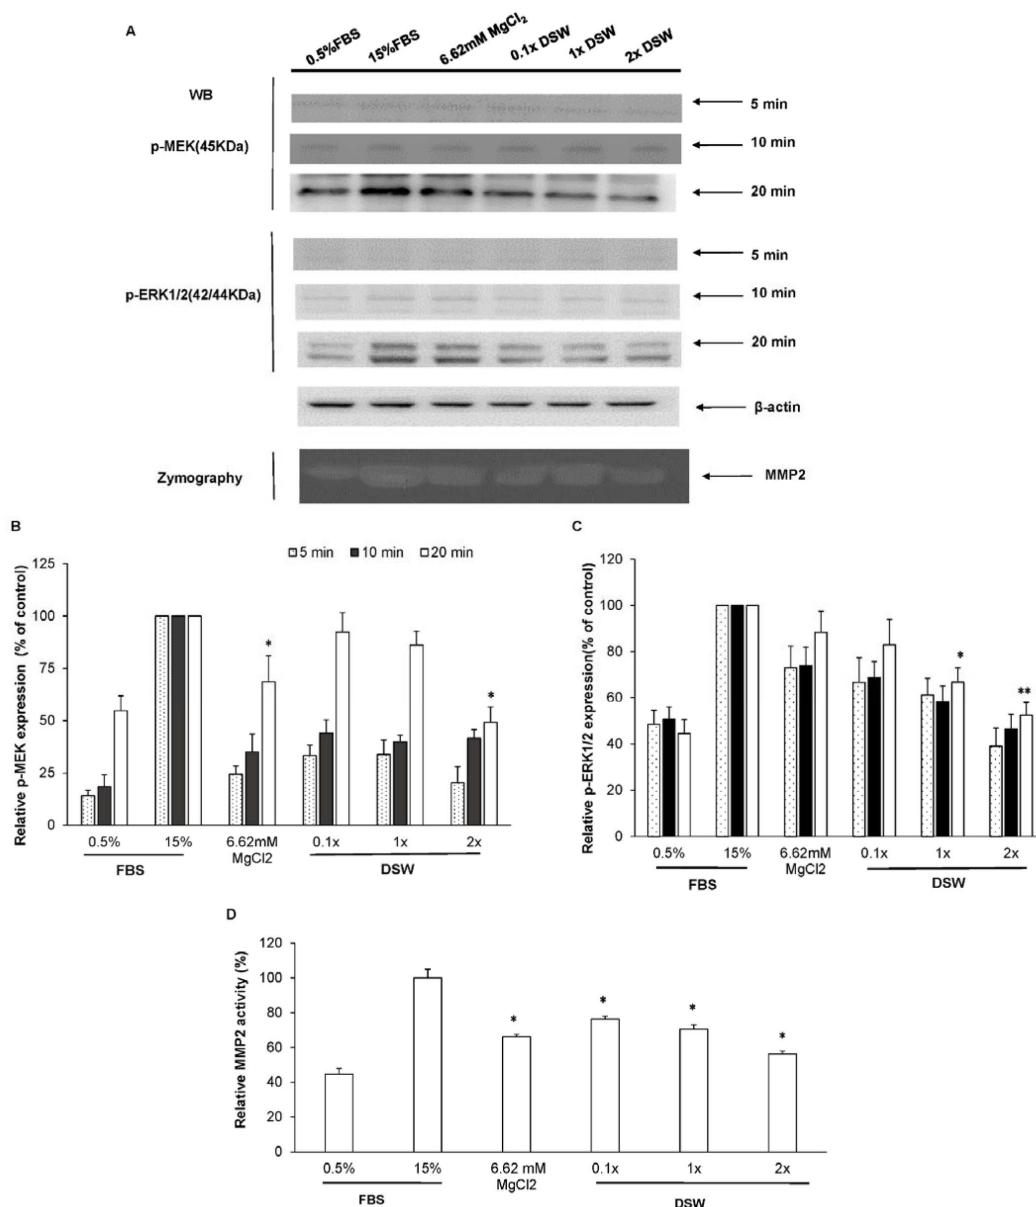 A
0.5%FBS 15%FBS 6.62mM MgCl₂ 0.1x DSW 1x DSW 2x DSW
WB
5 min
p-MEK(45KDa)
10 min
20 min
5 min
p-ERK1/2(42/44KDa)
10 min
20 min
β-actin
Zymography
MMP2
B
5 min 10 min 20 min
Relative p-MEK expression (% of control)
125
100
75
50
25
0
0.5% 15% 6.62mM MgCl2 0.1x 1x 2x
FBS DSW
* *
C
Relative p-ERK1/2 expression(% of control)
120
100
80
60
40
20
0
0.5% 15% 6.62mM MgCl2 0.1x 1x 2x
FBS DSW
* **
D
Relative MMP2 activity (%)
120
100
80
60
40
20
0
* * * *
0.5% 15% 6.62 mM MgCl2 0.1x 1x 2x
FBS DSW